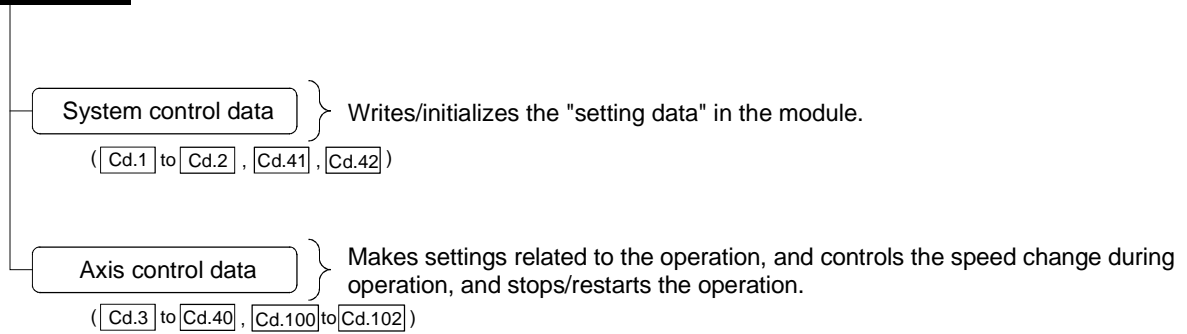 System control data
Writes/initializes the "setting data" in the module.
( Cd.1 to Cd.2 , Cd.41 , Cd.42 )
Axis control data
Makes settings related to the operation, and controls the speed change during
operation, and stops/restarts the operation.
( Cd.3 to Cd.40 , Cd.100 to Cd.102 )